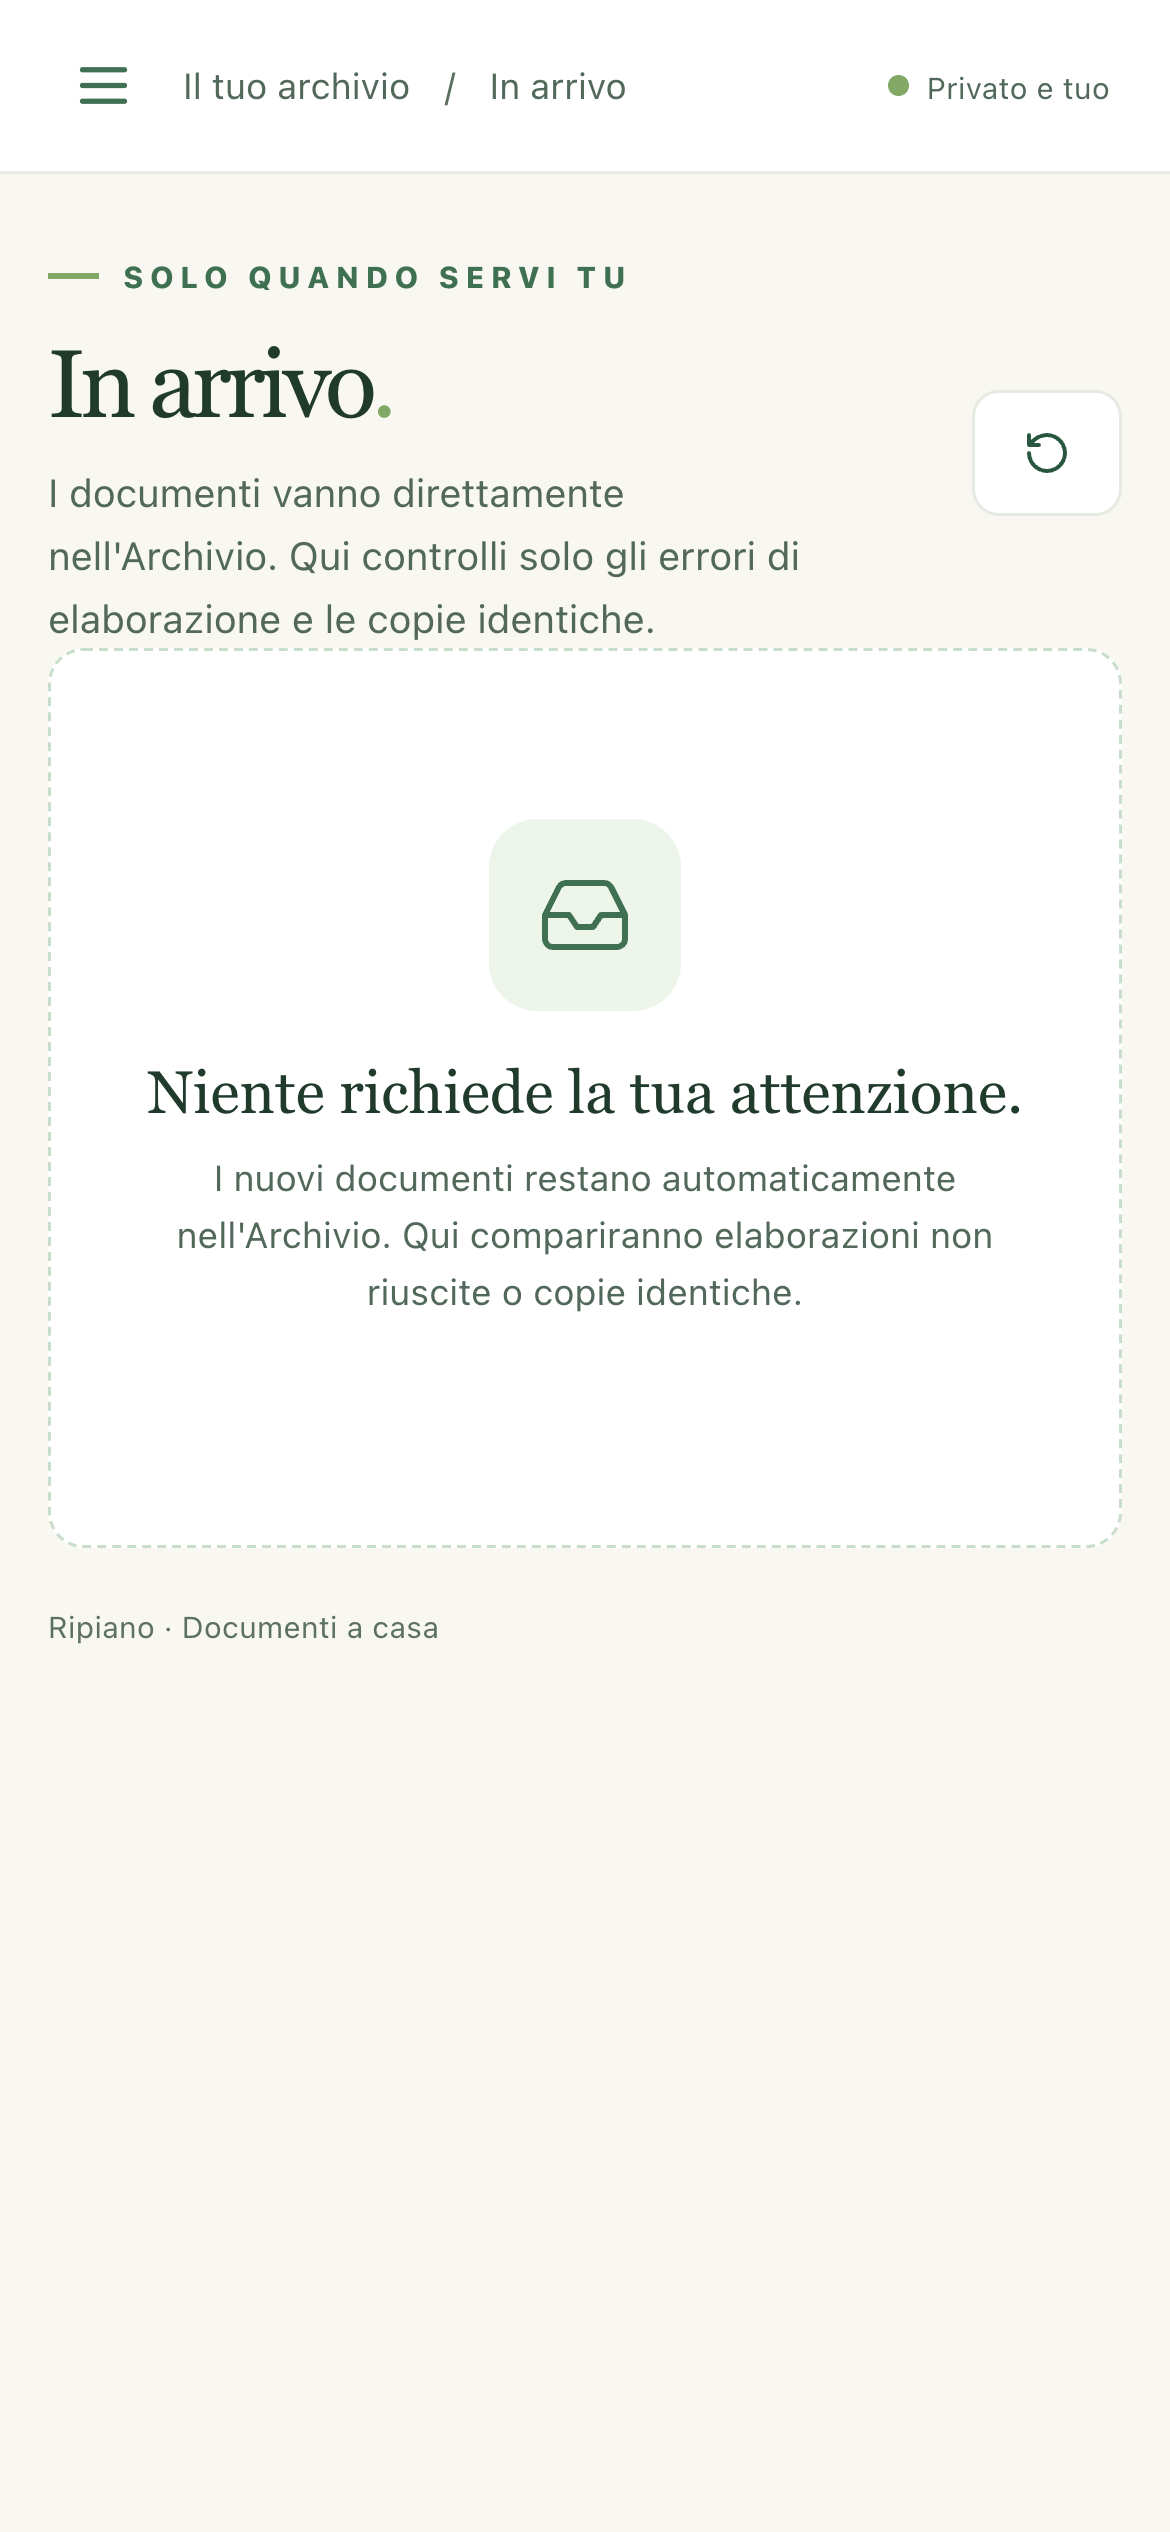 Il tuo archivio / In arrivo
Privato e tuo
SOLO QUANDO SERVI TU
In arrivo.
I documenti vanno direttamente
nell'Archivio. Qui controlli solo gli errori di
elaborazione e le copie identiche.
Niente richiede la tua attenzione.
I nuovi documenti restano automaticamente
nell'Archivio. Qui compariranno elaborazioni non
riuscite o copie identiche.
Ripiano · Documenti a casa